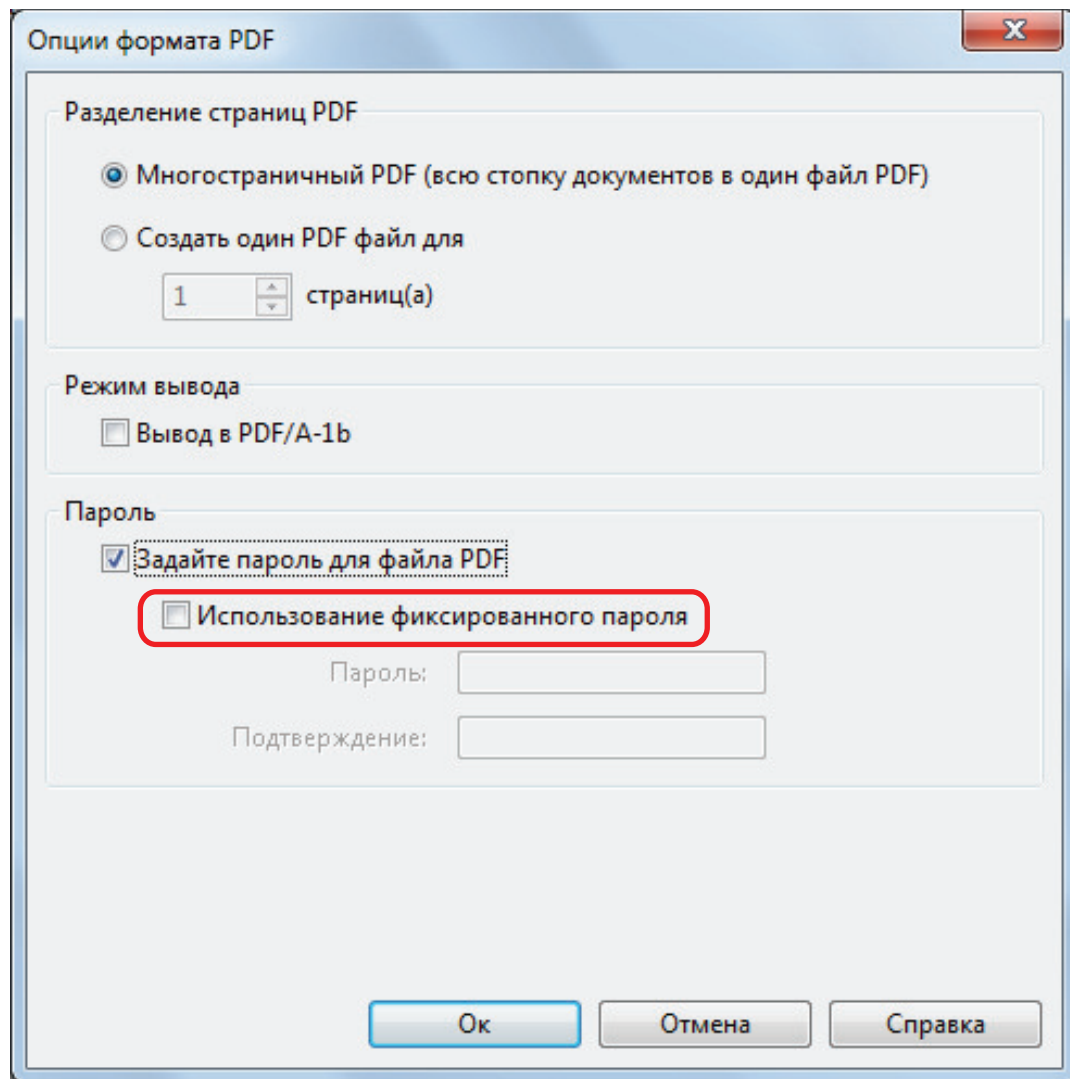 Опции формата PDF
Разделение страниц PDF
Многостраничный PDF (всю стопку документов в один файл PDF)
Создать один PDF файл для
1 страниц(а)
Режим вывода
Вывод в PDF/A-1b
Пароль
Задайте пароль для файла PDF
Использование фиксированного пароля
Пароль:
Подтверждение:
Ок Отмена Справка